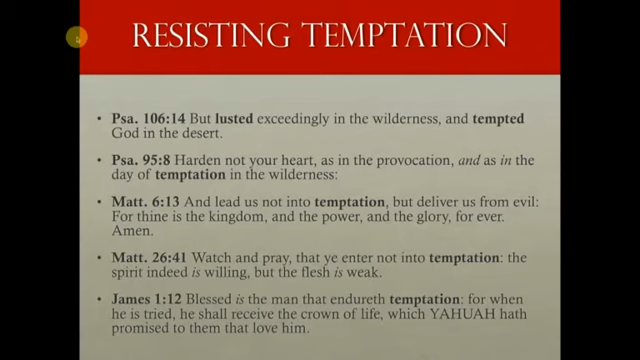 RESISTING TEMPTATION
• Psa. 106:14 But lusted exceedingly in the wilderness, and tempted
God in the desert.
• Psa. 95:8 Harden not your heart, as in the provocation, and as in the
day of temptation in the wilderness:
• Matt. 6:13 And lead us not into temptation, but deliver us from evil:
For thine is the kingdom, and the power, and the glory, for ever.
Amen.
• Matt. 26:41 Watch and pray, that ye enter not into temptation: the
spirit indeed is willing, but the flesh is weak.
• James 1:12 Blessed is the man that endureth temptation: for when
he is tried, he shall receive the crown of life, which YAHUAH hath
promised to them that love him.